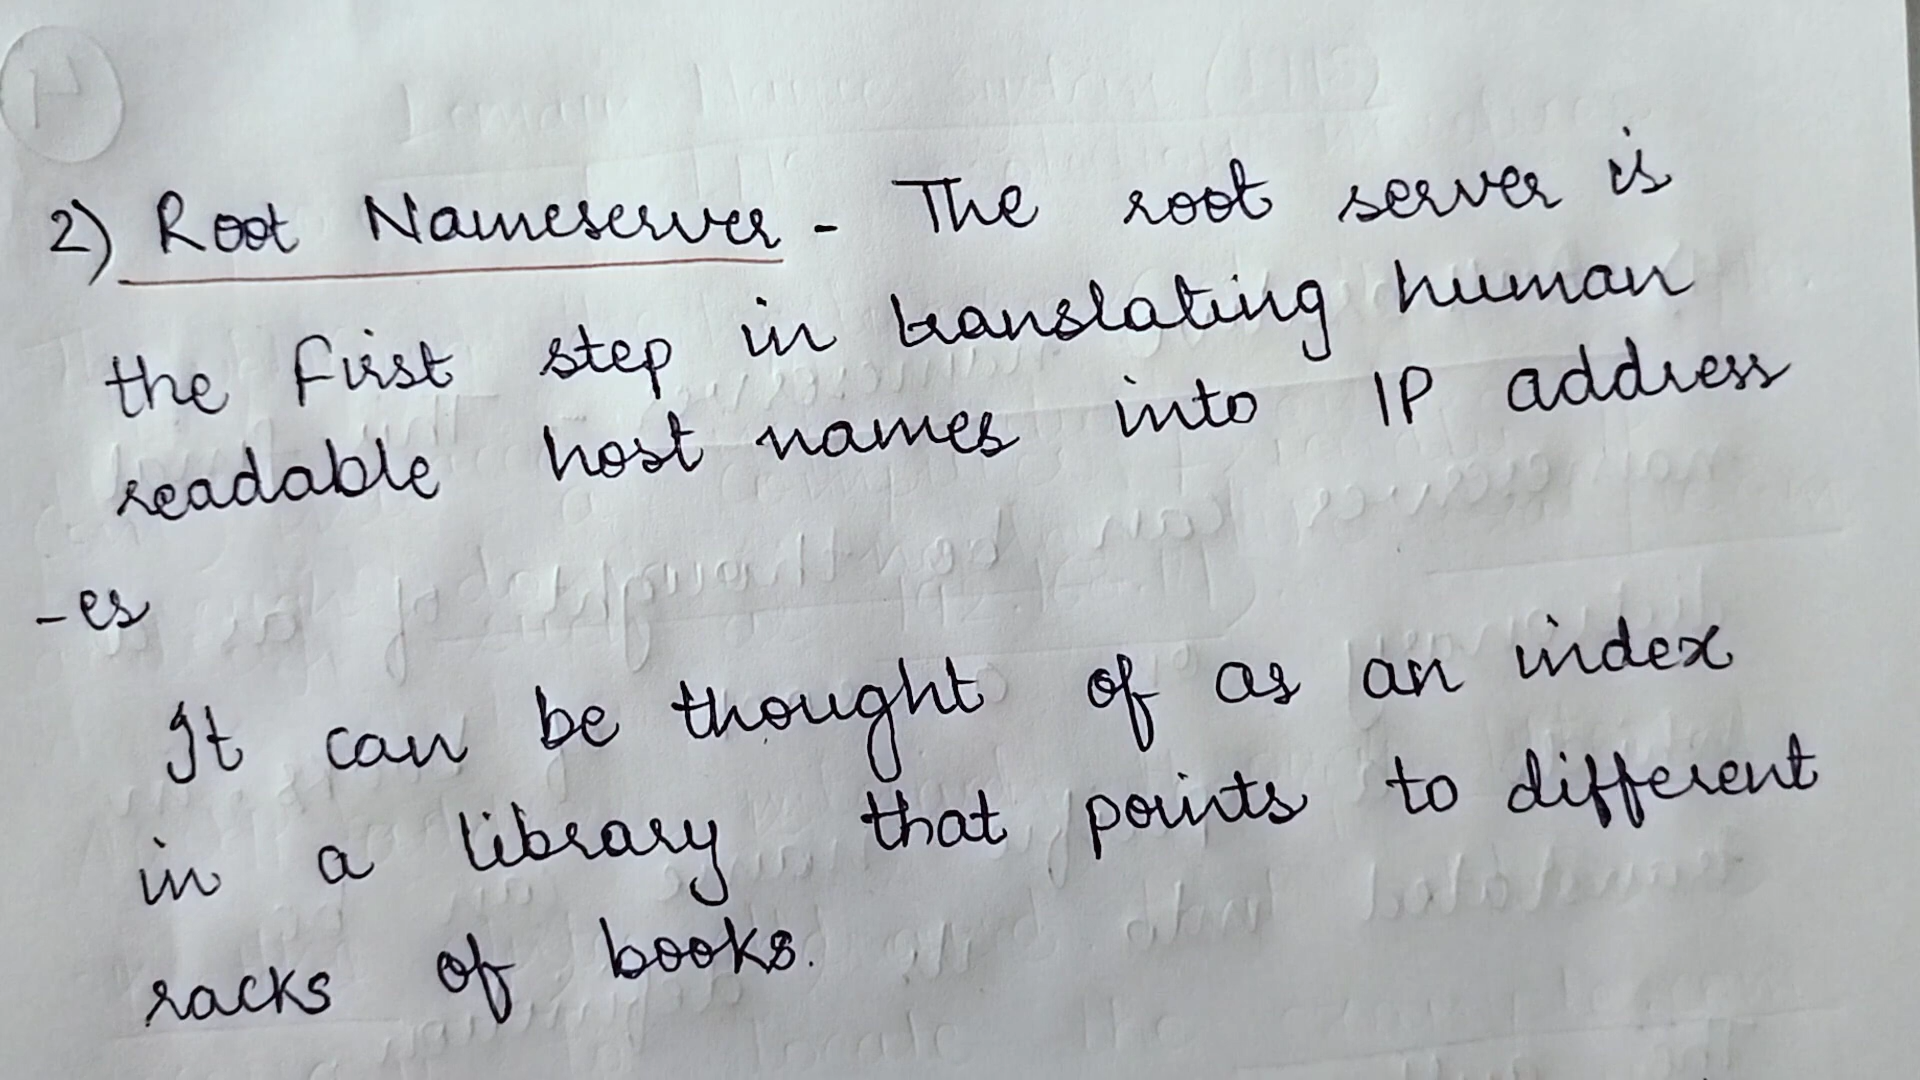 2) Root Nameserver - The root server is
the first step in translating human
readable host names into IP address
-es
It can be thought of as an index
in a library that points to different
racks of books.